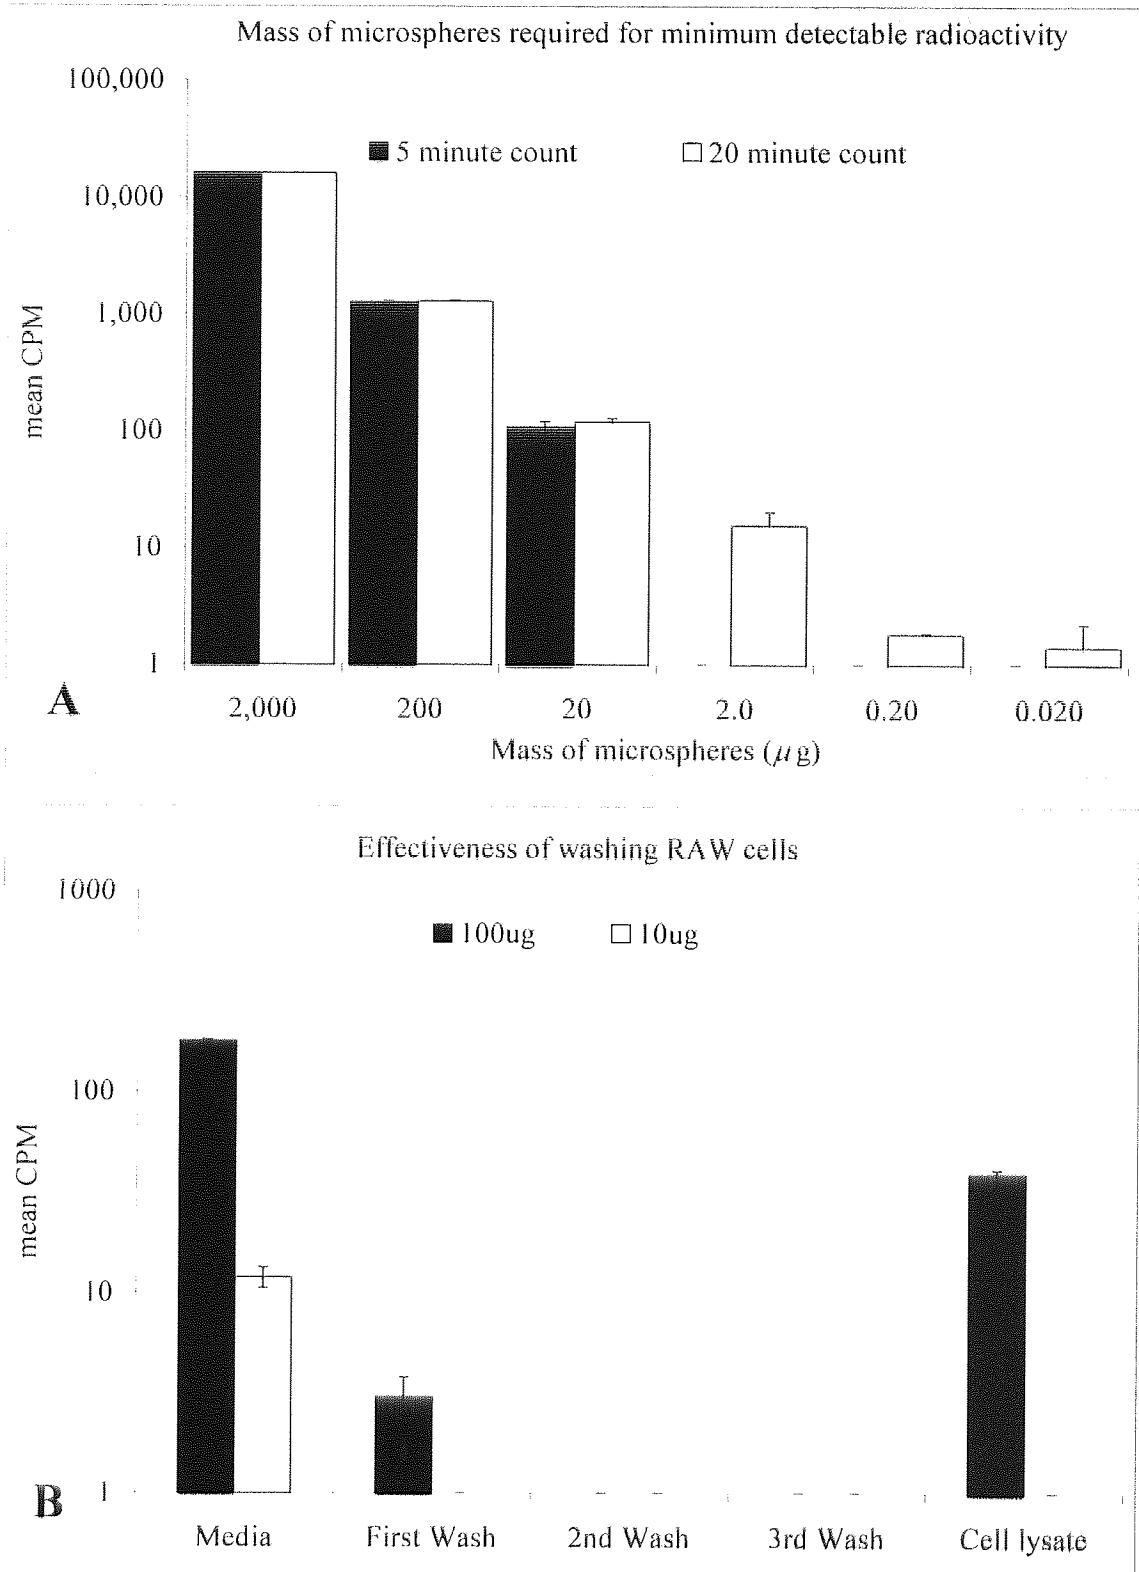 Mass of microspheres required for minimum detectable radioactivity
100,000
5 minute count
20 minute count
10,000
1,000
100
10
1
mean CPM
2,000
200
20
2.0
0.20
0.020
A
Mass of microspheres (μg)
Effectiveness of washing RAW cells
1000
100ug
10ug
100
10
1
mean CPM
B
Media
First Wash
2nd Wash
3rd Wash
Cell lysate